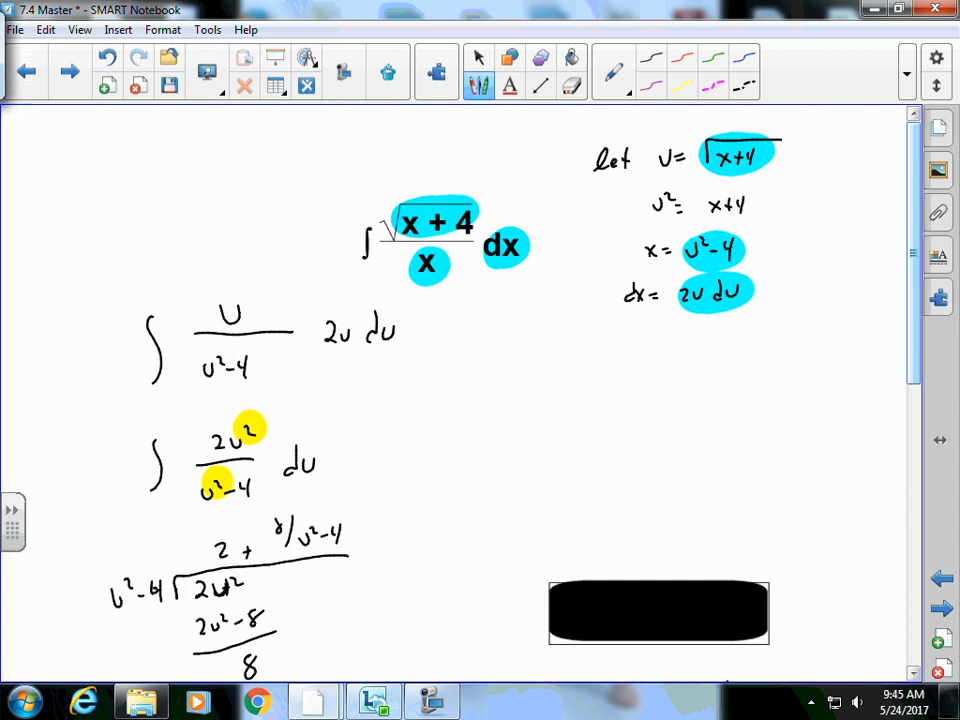 7.4 Master * - SMART Notebook
File Edit View Insert Format Tools Help
let u = √x+4
u² = x+4
x = u²-4
dx = 2u du
∫ √x + 4 / x dx
∫ u / u²-4 2u du
∫ 2u² / u²-4 du
2 + 8/u²-4
u²-4 √2u²
2u²-8
8
9:45 AM
5/24/2017